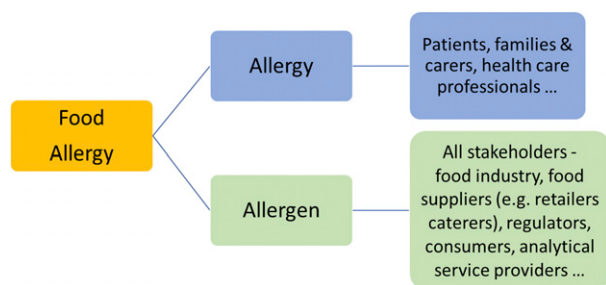 Food
Allergy
Allergy
Patients, families &
carers, health care
professionals ...
Allergen
All stakeholders -
food industry, food
suppliers (e.g. retailers
caterers), regulators,
consumers, analytical
service providers ...